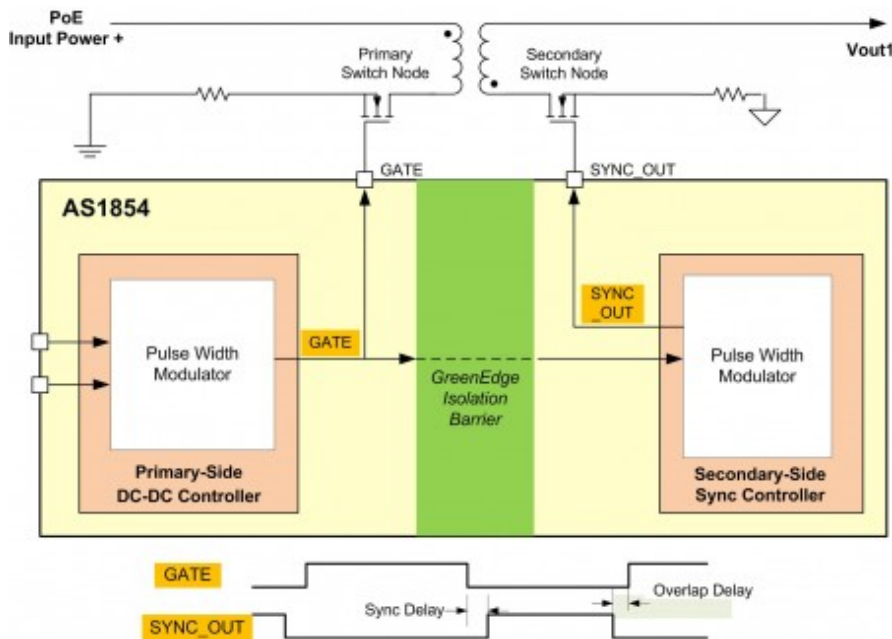 PoE
Input Power +
Vout1
Primary
Switch Node
Secondary
Switch Node
GATE
SYNC_OUT
AS1854
SYNC
_OUT
GATE
Pulse Width
Modulator
GreenEdge
Isolation
Barrier
Pulse Width
Modulator
Primary-Side
DC-DC Controller
Secondary-Side
Sync Controller
GATE
Overlap Delay
Sync Delay
SYNC_OUT